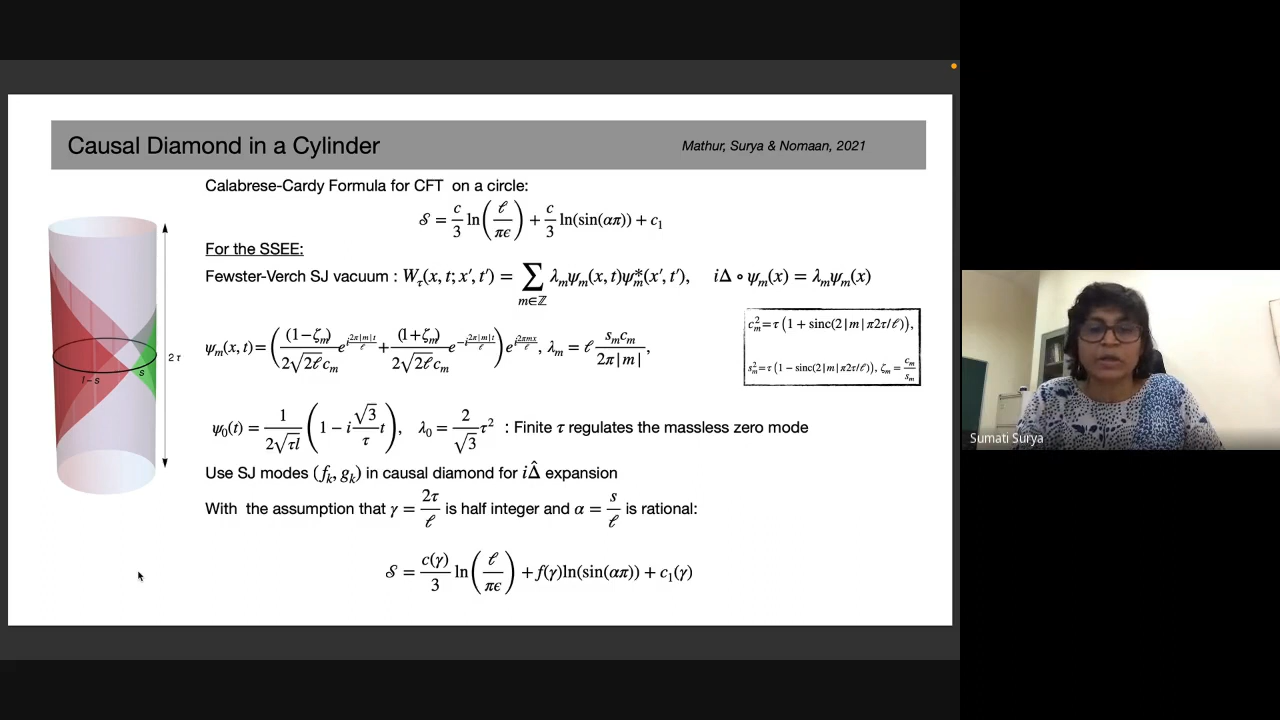 Causal Diamond in a Cylinder
Mathur, Surya & Nomaan, 2021
Calabrese-Cardy Formula for CFT on a circle:
𝒮 = c/3 ln(ℓ/πϵ) + c/3 ln(sin(απ)) + c₁
For the SSEE:
Fewster-Verch SJ vacuum : W_τ(x, t; x′, t′) = ∑_{m∈ℤ} λ_m ψ_m(x, t)ψ*_m(x′, t′), iΔ ∘ ψ_m(x) = λ_m ψ_m(x)
ψ_m(x, t) = ( (1−ζ_m)/(2√2ℓ c_m) e^{i2π|m|t/ℓ} + (1+ζ_m)/(2√2ℓ c_m) e^{−i2π|m|t/ℓ} ) e^{i2πmx/ℓ}, λ_m = ℓ s_m c_m/(2π|m|),
c²_m = τ (1 + sinc(2|m|π2τ/ℓ)),
s²_m = τ (1 − sinc(2|m|π2τ/ℓ)), ζ_m = c_m/s_m
2 τ
l − s
s
ψ₀(t) = 1/(2√τl) (1 − i √3/τ t), λ₀ = 2/√3 τ² : Finite τ regulates the massless zero mode
Use SJ modes (f_k, g_k) in causal diamond for iΔ̂ expansion
With the assumption that γ = 2τ/ℓ is half integer and α = s/ℓ is rational:
𝒮 = c(γ)/3 ln(ℓ/πϵ) + f(γ)ln(sin(απ)) + c₁(γ)
Sumati Surya